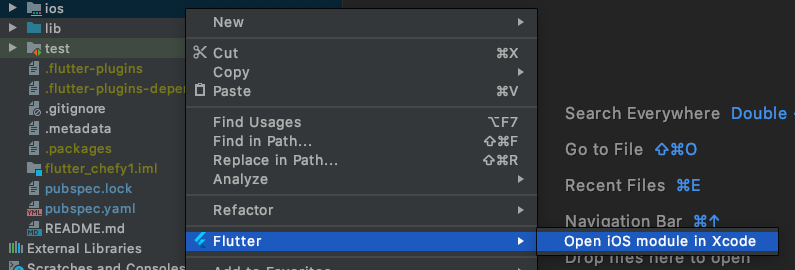 ios
lib
test
.flutter-plugins
.flutter-plugins-depe
.gitignore
.metadata
.packages
flutter_chefy1.iml
pubspec.lock
YML pubspec.yaml
README.md
External Libraries
Scratches and Consoles
New
Cut ⌘X
Copy
Paste ⌘V
Find Usages ⌥F7
Find in Path... ⇧⌘F
Replace in Path... ⇧⌘R
Analyze
Refactor
Flutter
Add to Favorites
Open iOS module in Xcode
Search Everywhere Double
Go to File ⇧⌘O
Recent Files ⌘E
Navigation Bar ⌘↑
Drop files here to open